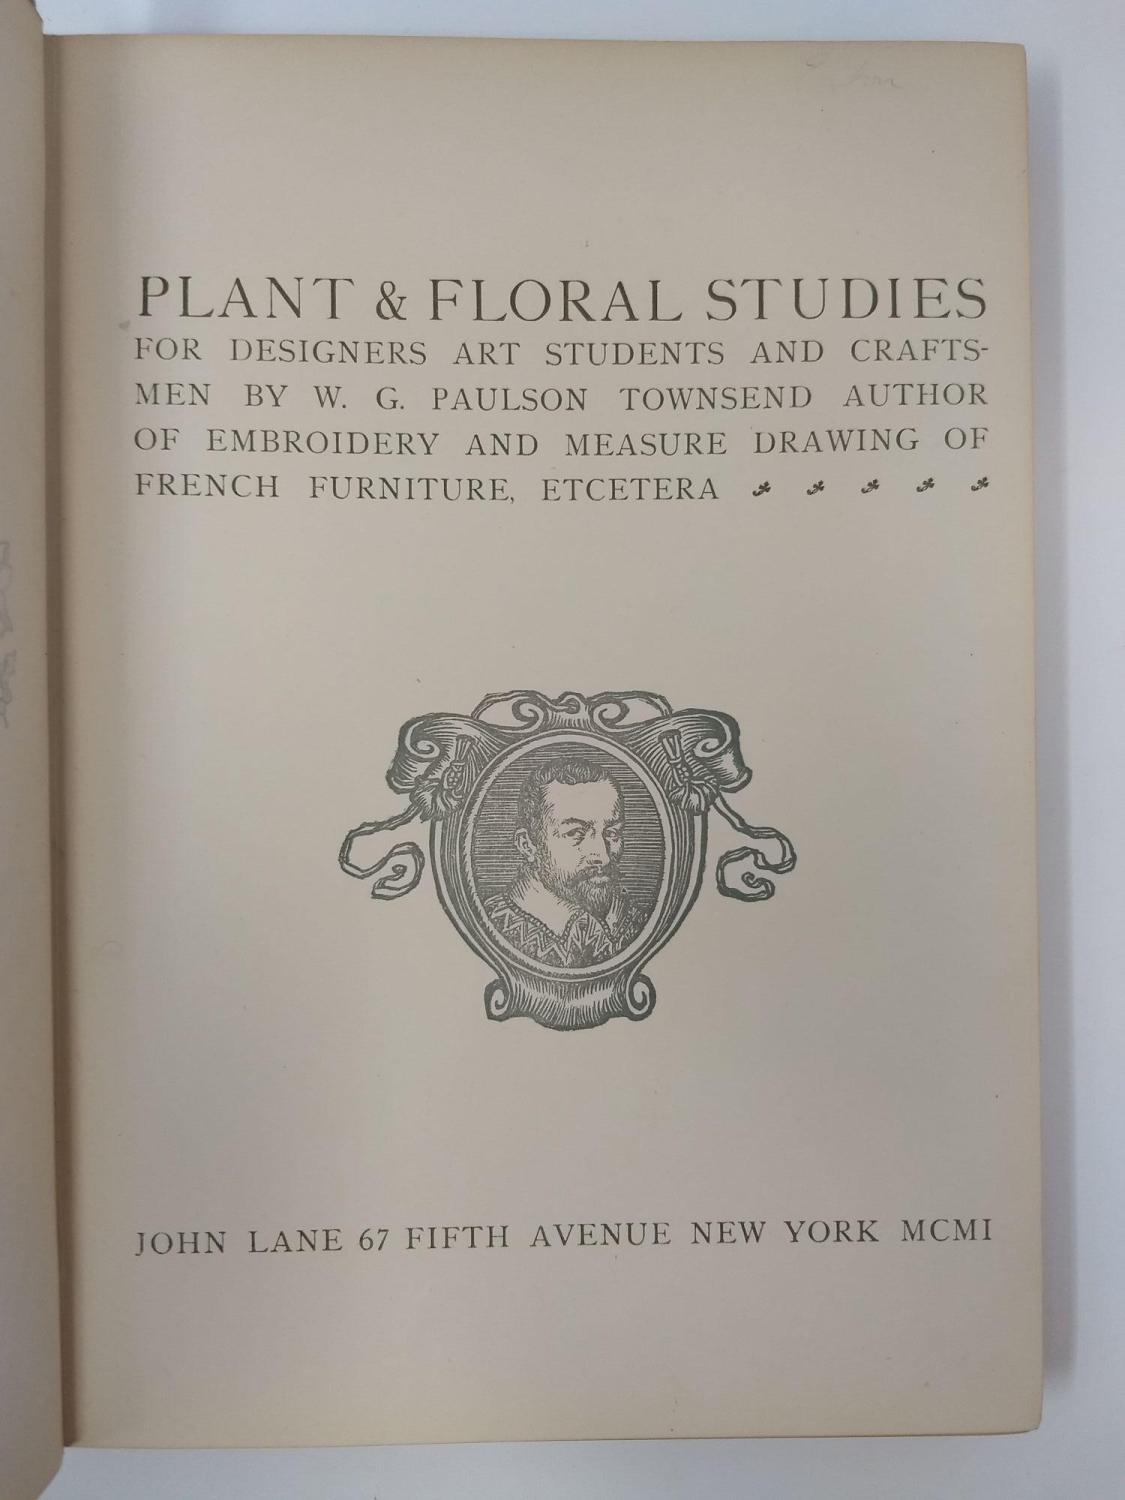 PLANT & FLORAL STUDIES
FOR DESIGNERS ART STUDENTS AND CRAFTS-
MEN BY W. G. PAULSON TOWNSEND AUTHOR
OF EMBROIDERY AND MEASURE DRAWING OF
FRENCH FURNITURE, ETCETERA
JOHN LANE 67 FIFTH AVENUE NEW YORK MCMI